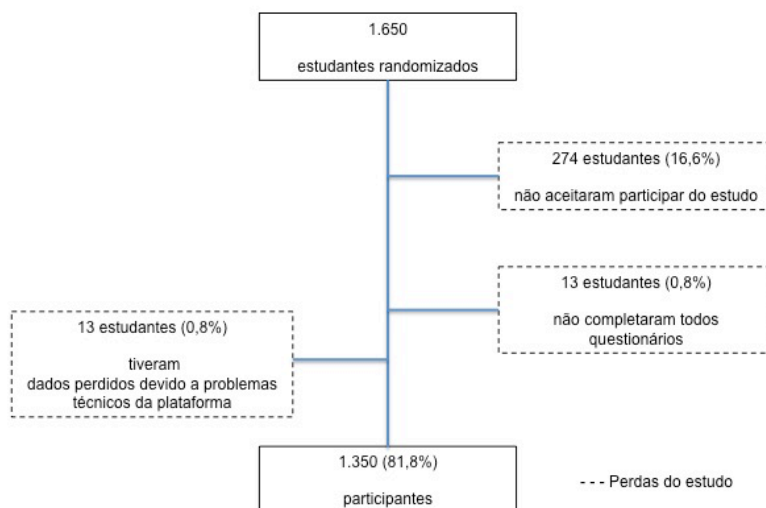 1.650
estudantes randomizados
274 estudantes (16,6%)
não aceitaram participar do estudo
13 estudantes (0,8%)
não completaram todos
questionários
13 estudantes (0,8%)
tiveram
dados perdidos devido a problemas
técnicos da plataforma
1.350 (81,8%)
participantes
- - - Perdas do estudo